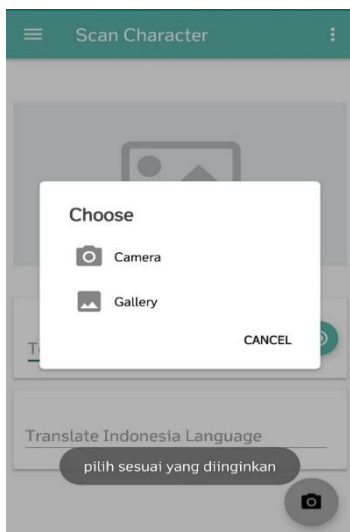 Scan Character
Choose
Camera
Gallery
CANCEL
Translate Indonesia Language
pilih sesuai yang diinginkan